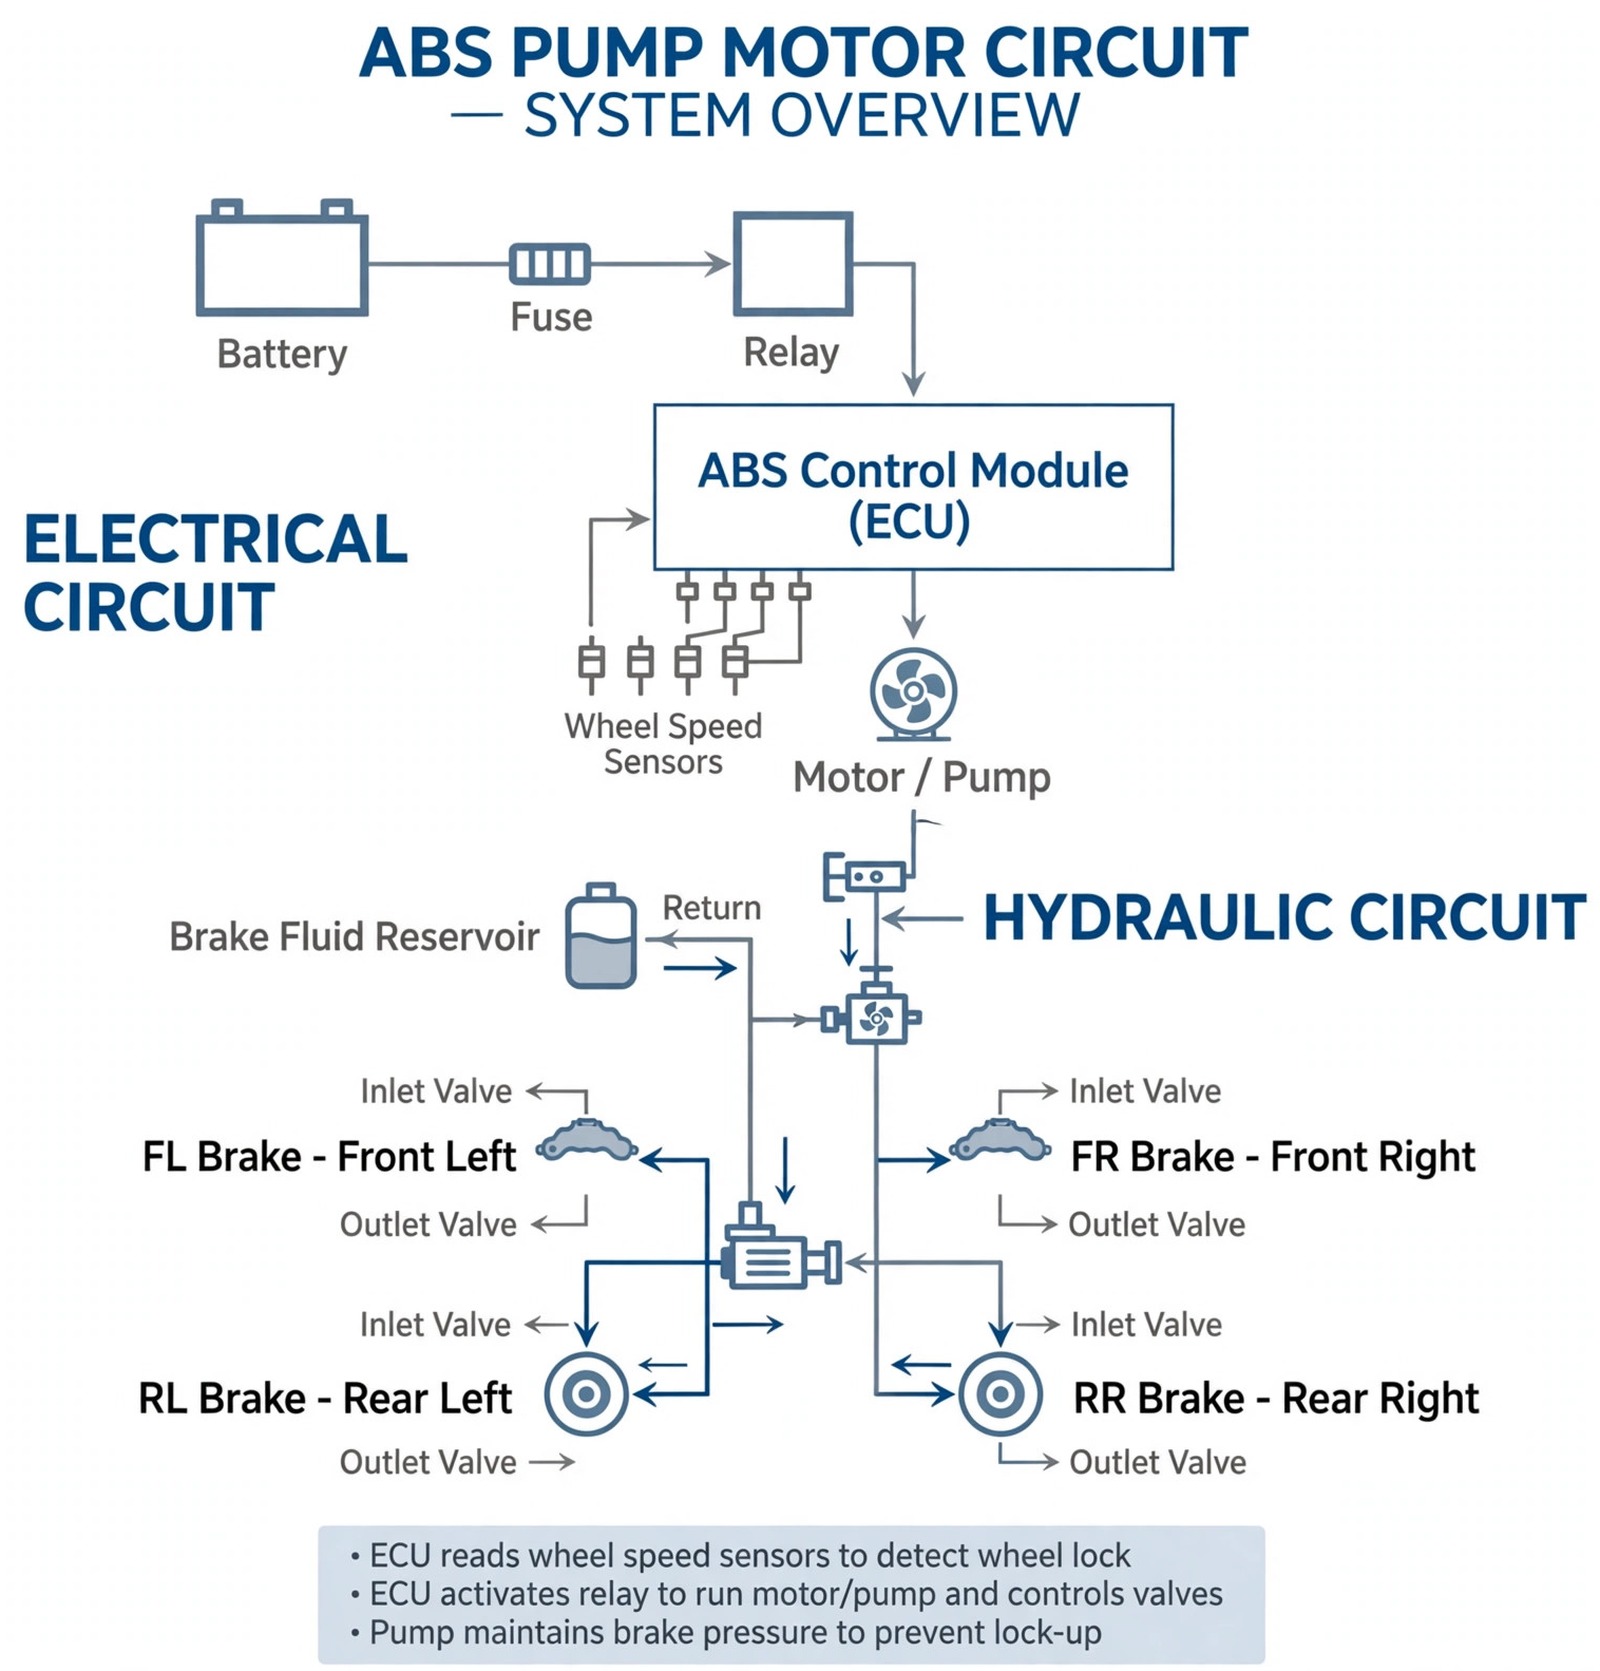 ABS PUMP MOTOR CIRCUIT
— SYSTEM OVERVIEW
Battery
Fuse
Relay
ABS Control Module
(ECU)
ELECTRICAL
CIRCUIT
Wheel Speed
Sensors
Motor / Pump
Brake Fluid Reservoir
Return
HYDRAULIC CIRCUIT
Inlet Valve
FL Brake - Front Left
Outlet Valve
Inlet Valve
FR Brake - Front Right
Outlet Valve
Inlet Valve
RL Brake - Rear Left
Outlet Valve
Inlet Valve
RR Brake - Rear Right
Outlet Valve
• ECU reads wheel speed sensors to detect wheel lock
• ECU activates relay to run motor/pump and controls valves
• Pump maintains brake pressure to prevent lock-up